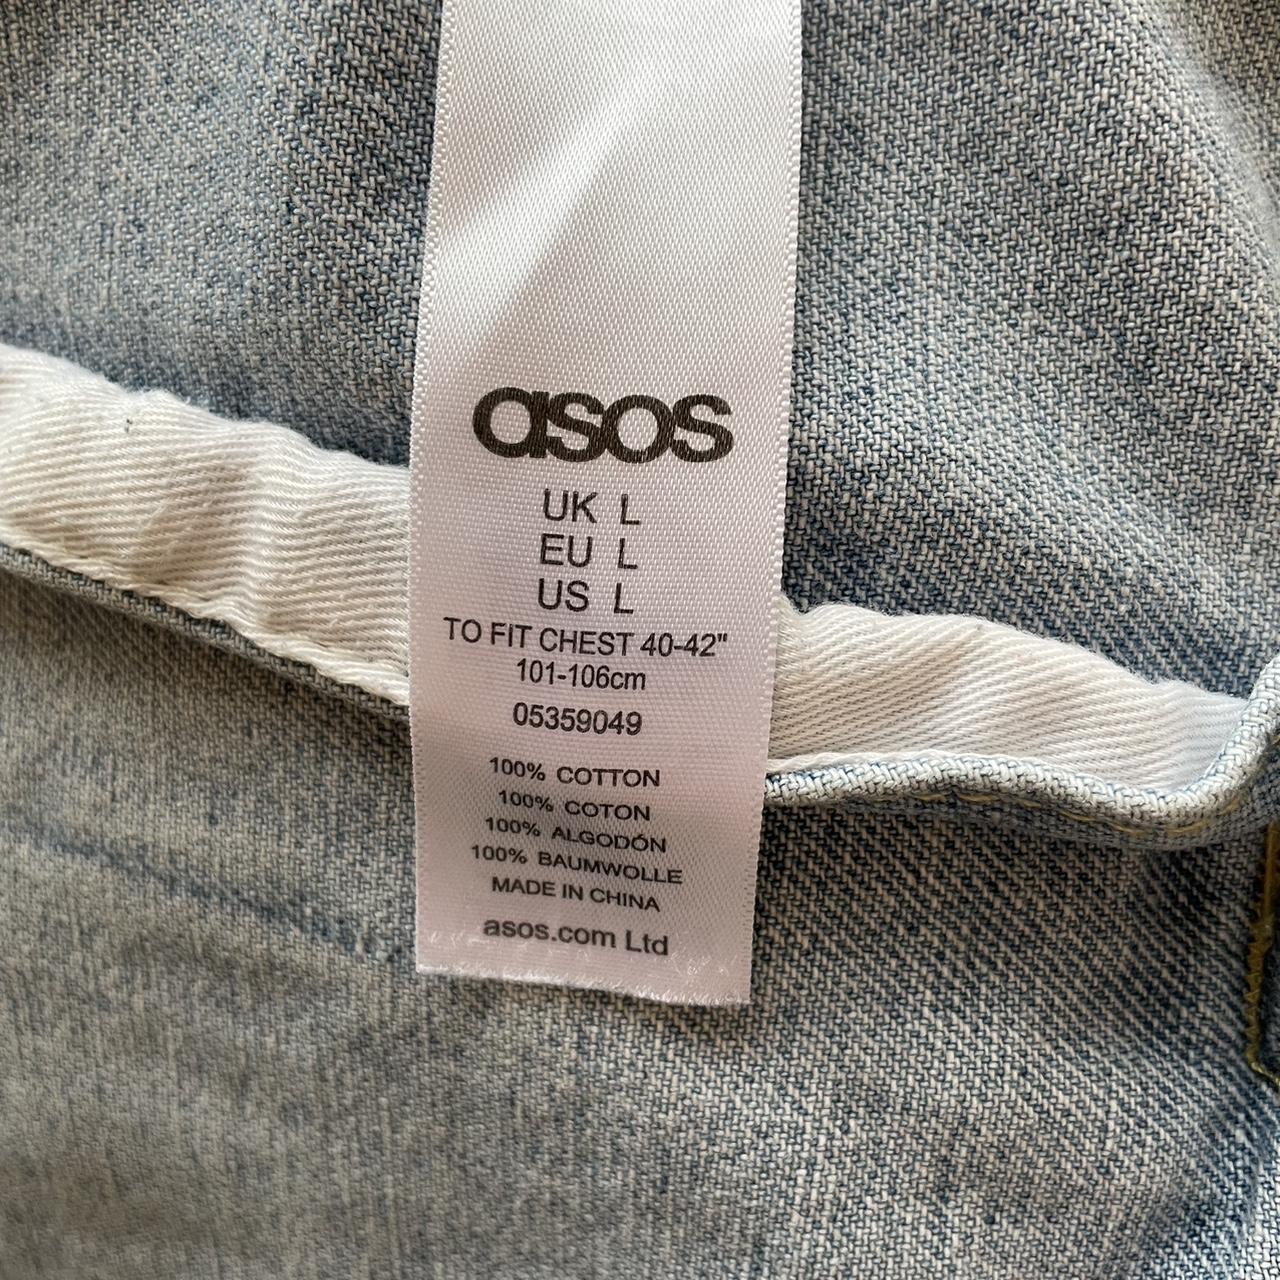 asos
UK L
EU L
US L
TO FIT CHEST 40-42"
101-106cm
05359049
100% COTTON
100% COTON
100% ALGODÓN
100% BAUMWOLLE
MADE IN CHINA
asos.com Ltd